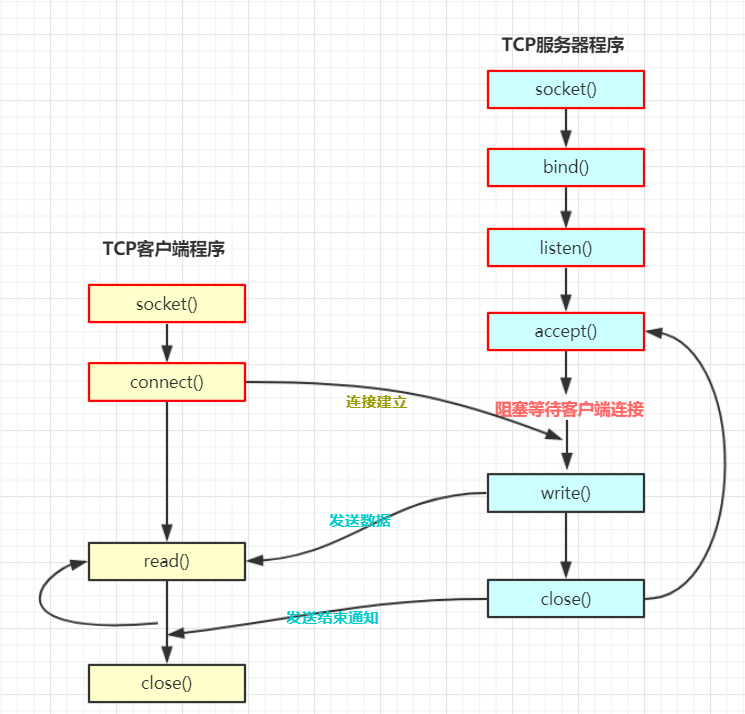 TCP服务器程序
socket()
bind()
listen()
TCP客户端程序
socket()
accept()
connect()
连接建立
阻塞等待客户端连接
write()
发送数据
read()
close()
发送结束通知
close()